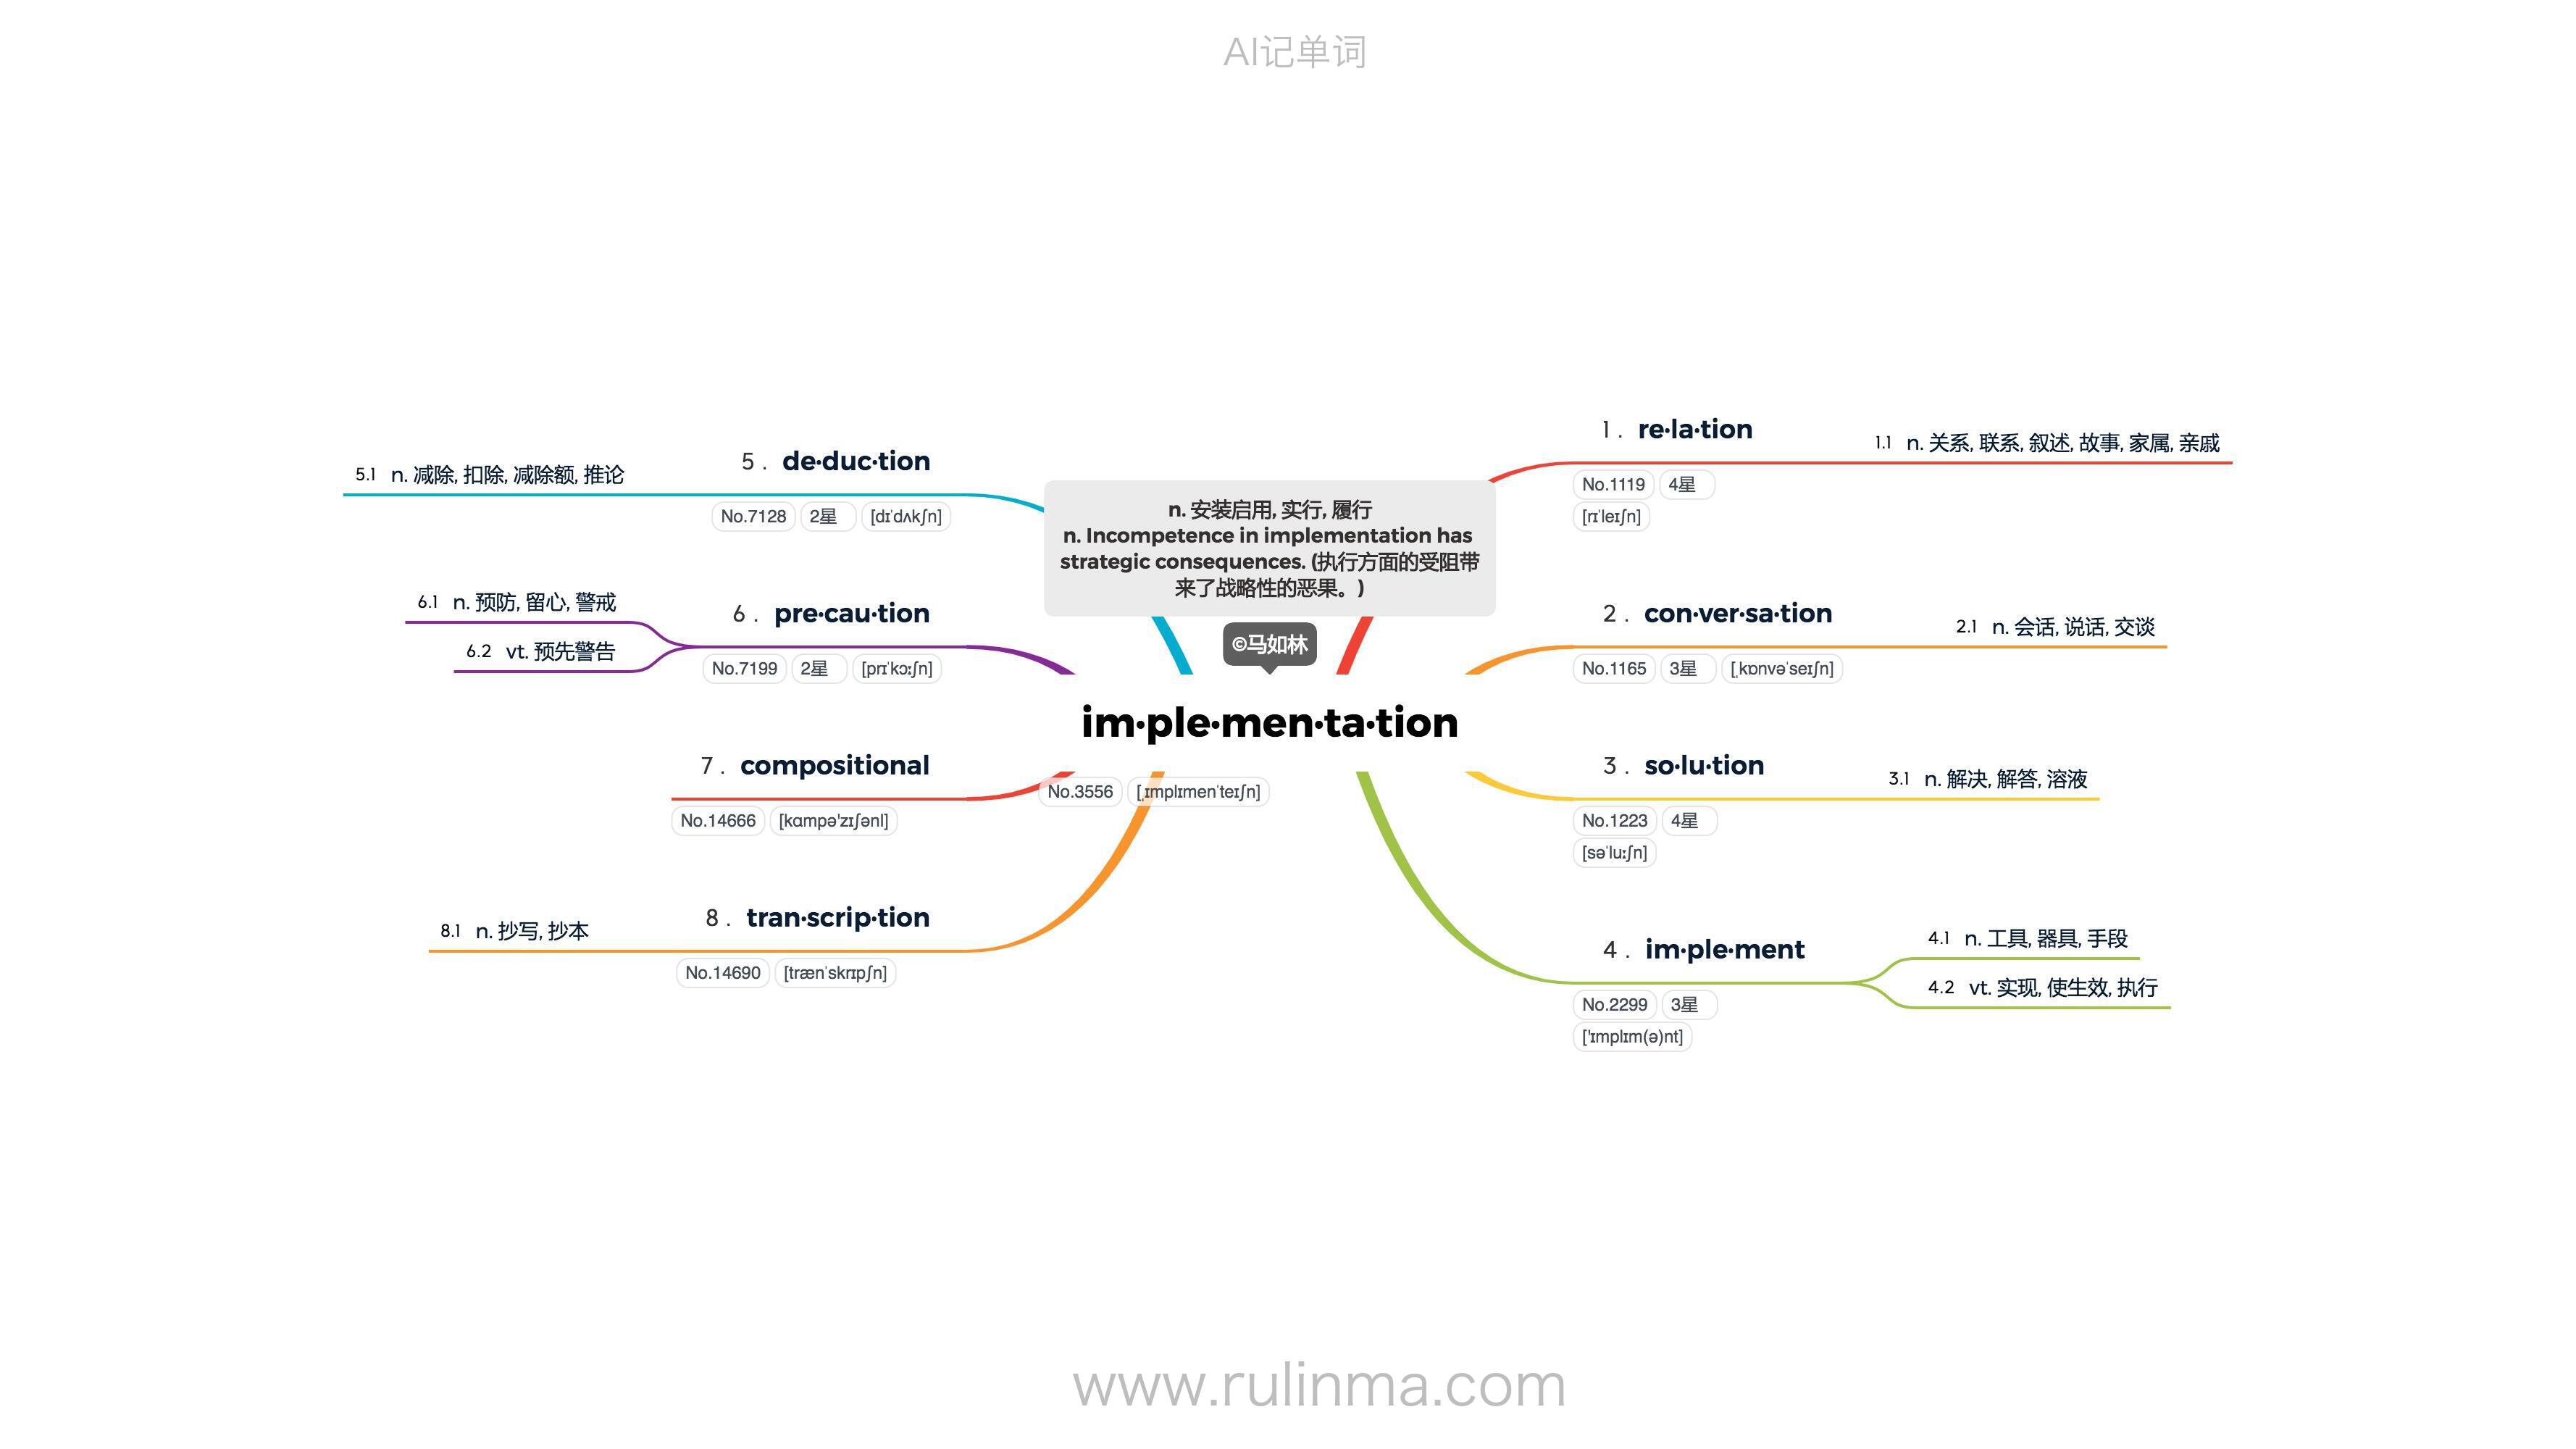 AI记单词
n. 安装启用, 实行, 履行
n. Incompetence in implementation has
strategic consequences. (执行方面的受阻带
来了战略性的恶果。)
©马如林
im·ple·men·ta·tion
No.3556 [ˌɪmplɪmenˈteɪʃn]
1 . re·la·tion
1.1 n. 关系, 联系, 叙述, 故事, 家属, 亲戚
No.1119 4星
[rɪˈleɪʃn]
2 . con·ver·sa·tion
2.1 n. 会话, 说话, 交谈
No.1165 3星 [ˌkɒnvəˈseɪʃn]
3 . so·lu·tion
3.1 n. 解决, 解答, 溶液
No.1223 4星
[səˈluːʃn]
4 . im·ple·ment
4.1 n. 工具, 器具, 手段
4.2 vt. 实现, 使生效, 执行
No.2299 3星
['ɪmplɪm(ə)nt]
5 . de·duc·tion
5.1 n. 减除, 扣除, 减除额, 推论
No.7128 2星 [dɪˈdʌkʃn]
6 . pre·cau·tion
6.1 n. 预防, 留心, 警戒
6.2 vt. 预先警告
No.7199 2星 [prɪˈkɔːʃn]
7 . compositional
No.14666 [kɑmpə'zɪʃənl]
8 . tran·scrip·tion
8.1 n. 抄写, 抄本
No.14690 [trænˈskrɪpʃn]
www.rulinma.com